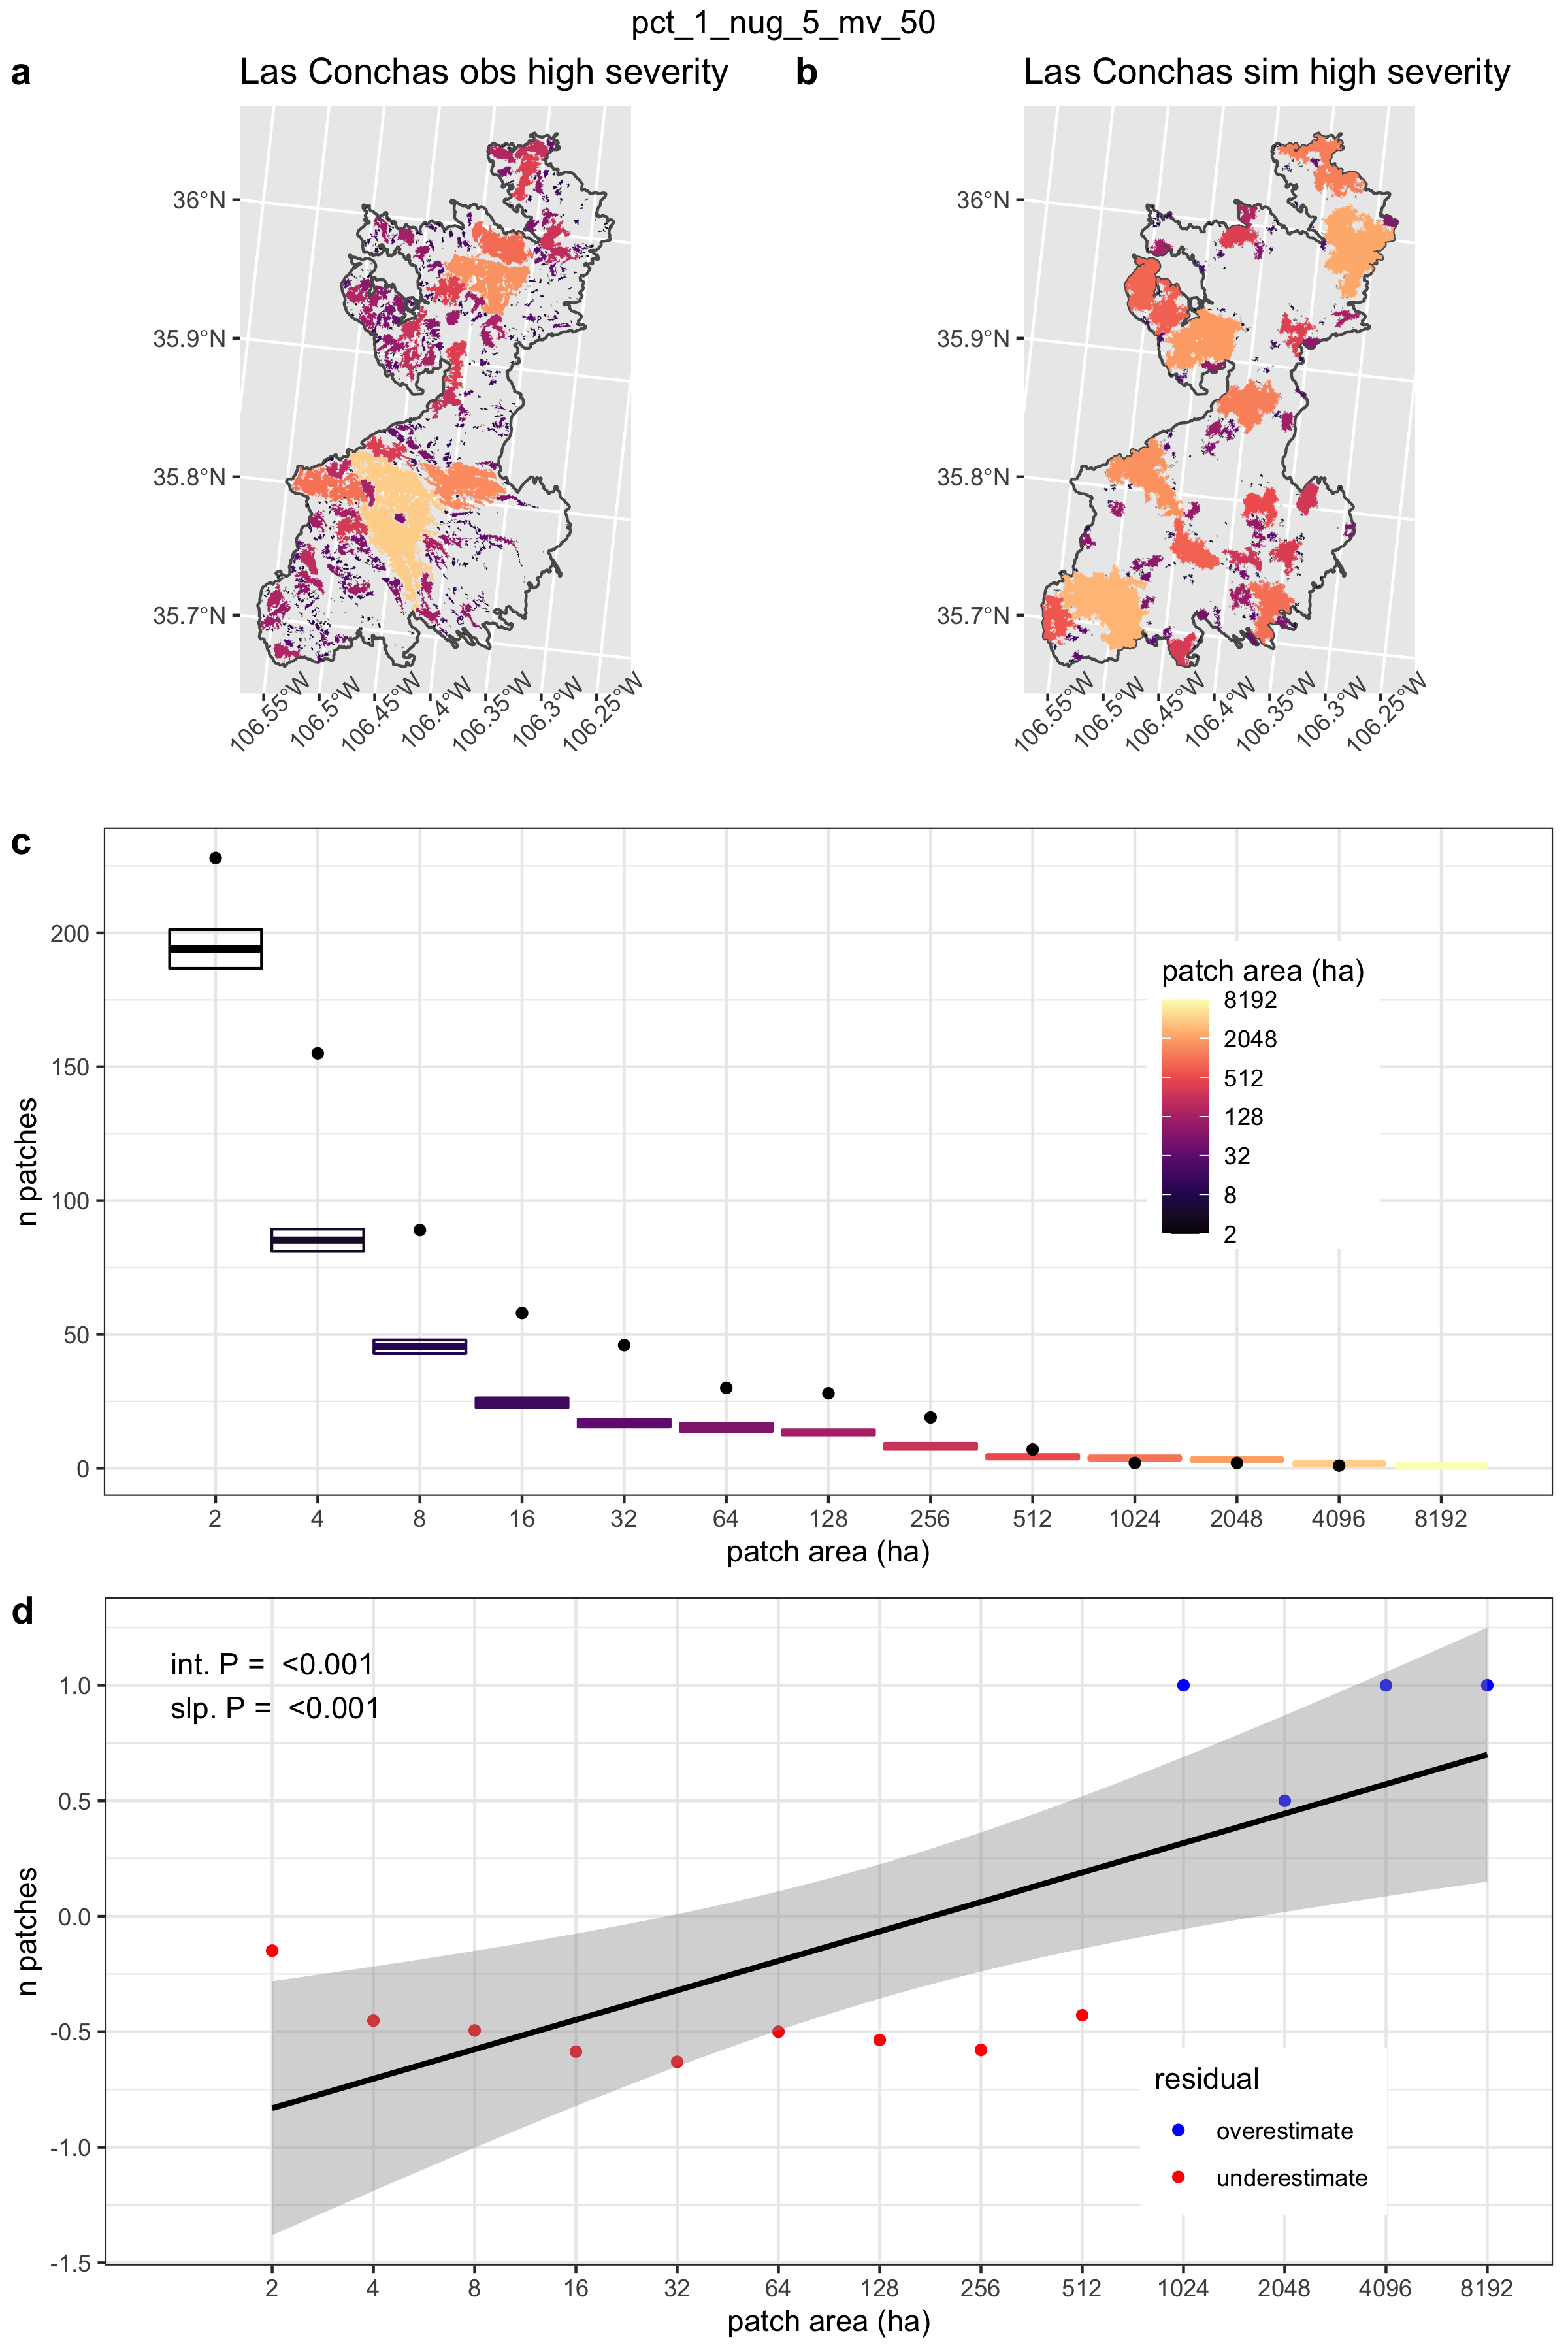 pct_1_nug_5_mv_50
a
Las Conchas obs high severity
36°N
35.9°N
35.8°N
35.7°N
106.55°W
106.5°W
106.45°W
106.4°W
106.35°W
106.3°W
106.25°W
b
Las Conchas sim high severity
36°N
35.9°N
35.8°N
35.7°N
106.55°W
106.5°W
106.45°W
106.4°W
106.35°W
106.3°W
106.25°W
c
n patches
200
150
100
50
0
patch area (ha)
8192
2048
512
128
32
8
2
2 4 8 16 32 64 128 256 512 1024 2048 4096 8192
patch area (ha)
d
n patches
int. P = <0.001
slp. P = <0.001
1.0
0.5
0.0
-0.5
-1.0
-1.5
residual
overestimate
underestimate
2 4 8 16 32 64 128 256 512 1024 2048 4096 8192
patch area (ha)